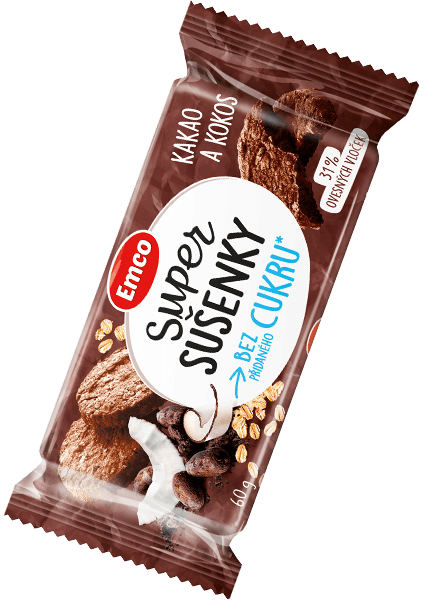 KAKAO
A KOKOS
31%
OVESNÝCH VLOČEK
Emco
Super
SUŠENKY
BEZ
PŘIDANÉHO
CUKRU*
60 g